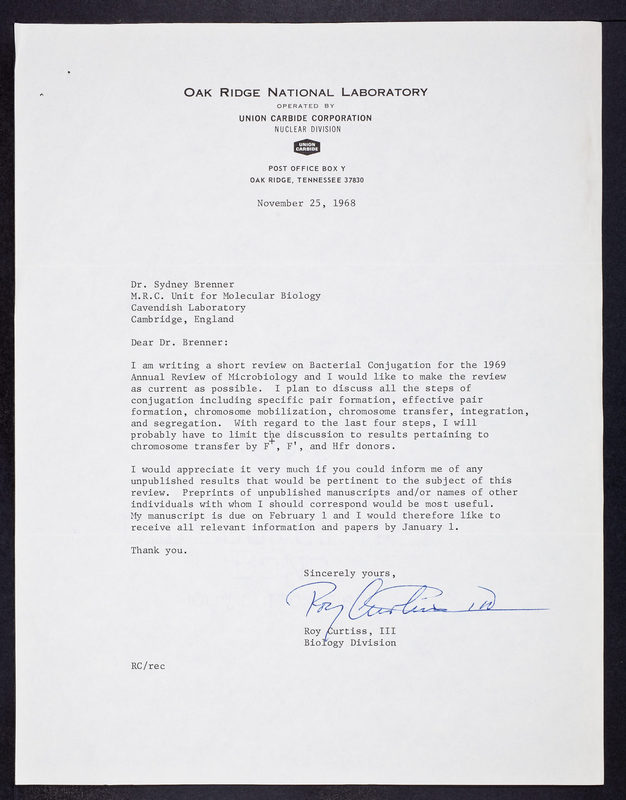 OAK RIDGE NATIONAL LABORATORY
OPERATED BY
UNION CARBIDE CORPORATION
NUCLEAR DIVISION
UNION
CARBIDE
POST OFFICE BOX Y
OAK RIDGE, TENNESSEE 37830
November 25, 1968
Dr. Sydney Brenner
M.R.C. Unit for Molecular Biology
Cavendish Laboratory
Cambridge, England
Dear Dr. Brenner:
I am writing a short review on Bacterial Conjugation for the 1969
Annual Review of Microbiology and I would like to make the review
as current as possible. I plan to discuss all the steps of
conjugation including specific pair formation, effective pair
formation, chromosome mobilization, chromosome transfer, integration,
and segregation. With regard to the last four steps, I will
probably have to limit the discussion to results pertaining to
chromosome transfer by F+, F', and Hfr donors.
I would appreciate it very much if you could inform me of any
unpublished results that would be pertinent to the subject of this
review. Preprints of unpublished manuscripts and/or names of other
individuals with whom I should correspond would be most useful.
My manuscript is due on February 1 and I would therefore like to
receive all relevant information and papers by January 1.
Thank you.
Sincerely yours,
Roy Curtiss III
Roy Curtiss, III
Biology Division
RC/rec